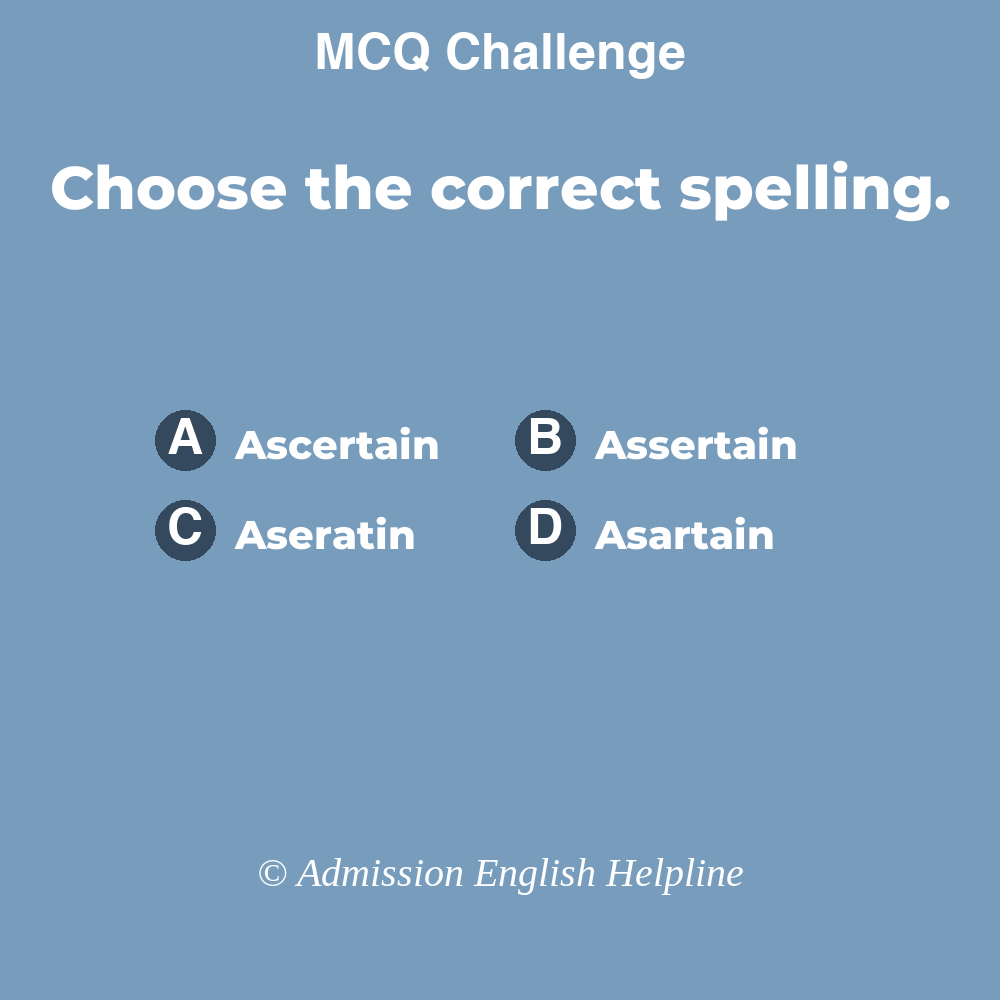 MCQ Challenge
Choose the correct spelling.
A Ascertain B Assertain
C Aseratin D Asartain
© Admission English Helpline